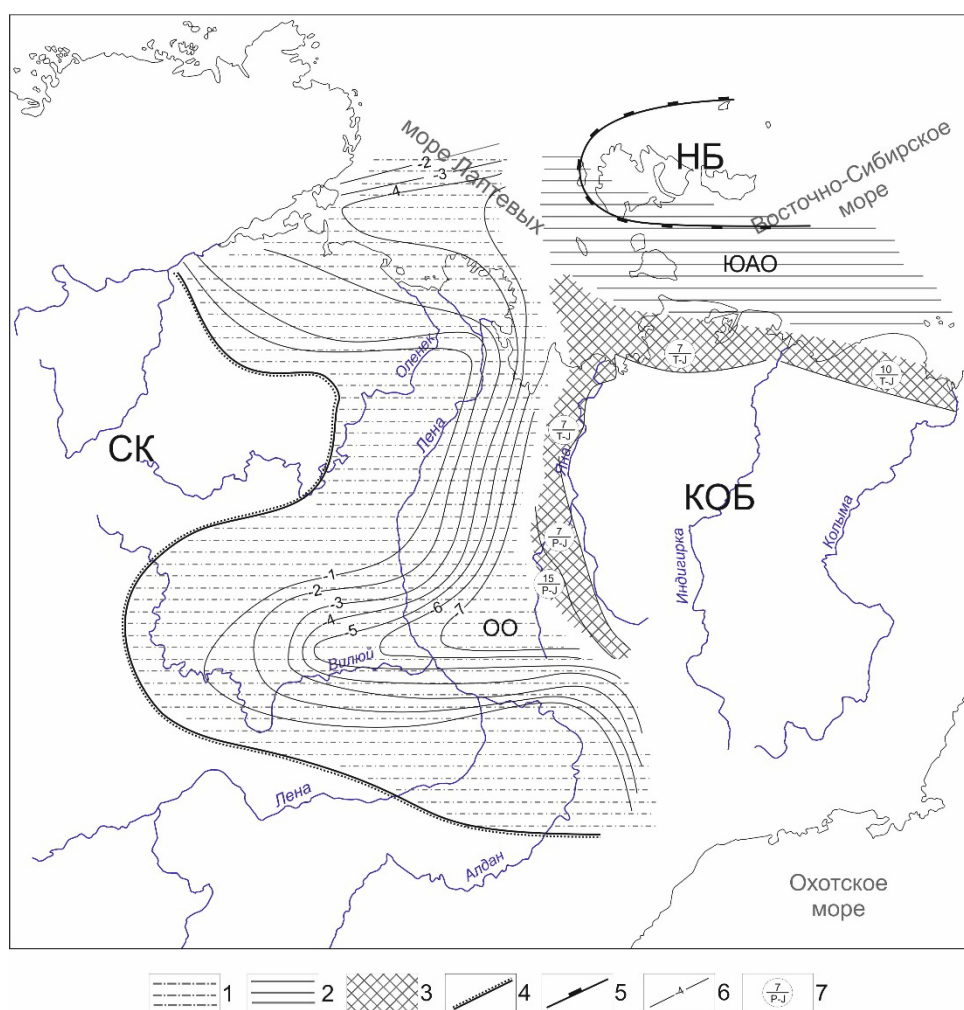 море Лаптевых
НБ
Восточно-Сибирское
море
-2
-3
-4
ЮАО
7
T-J
10
T-J
Оленек
Лена
СК
7
T-J
Яна
КОБ
Индигирка
Колыма
7
P-J
15
P-J
-1
-2
-3
-4
-5
-6
-7
ОО
Вилюй
Лена
Алдан
Охотское
море
1
2
3
4
5
-4
6
7
P-J
7